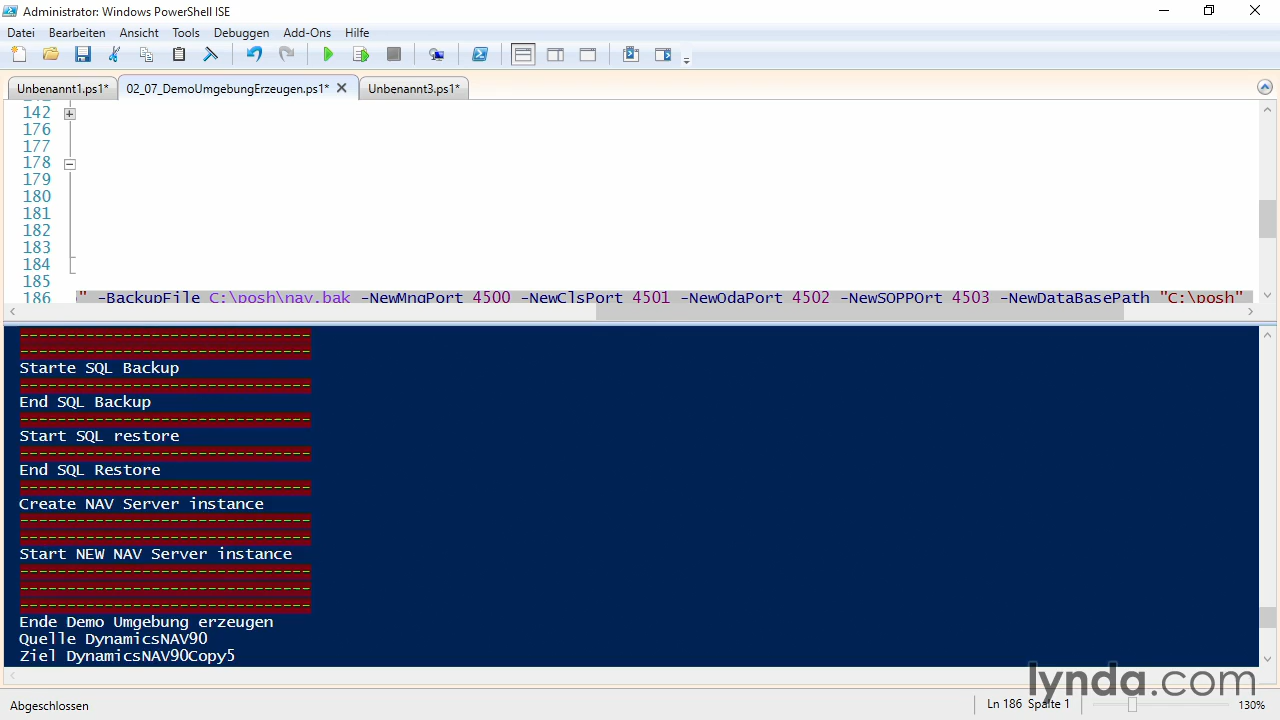 Administrator: Windows PowerShell ISE
Datei Bearbeiten Ansicht Tools Debuggen Add-Ons Hilfe
Unbenannt1.ps1* 02_07_DemoUmgebungErzeugen.ps1* Unbenannt3.ps1*
142
176
177
178
179
180
181
182
183
184
185
186 " -BackupFile C:\posh\nav.bak -NewMngPort 4500 -NewClsPort 4501 -NewOdaPort 4502 -NewSOPPOrt 4503 -NewDataBasePath "C:\posh"
-------------------------------
-------------------------------
Starte SQL Backup
-------------------------------
End SQL Backup
-------------------------------
Start SQL restore
-------------------------------
End SQL Restore
-------------------------------
Create NAV Server instance
-------------------------------
-------------------------------
Start NEW NAV Server instance
-------------------------------
-------------------------------
-------------------------------
Ende Demo Umgebung erzeugen
Quelle DynamicsNAV90
Ziel DynamicsNAV90Copy5
lynda.com
Abgeschlossen Ln 186 Spalte 1 130%